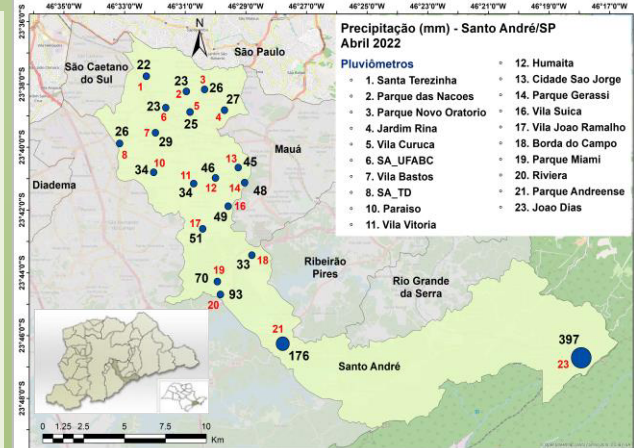 46°35'0"W 46°33'0"W 46°31'0"W 46°29'0"W 46°27'0"W 46°25'0"W 46°23'0"W 46°21'0"W 46°19'0"W 46°17'0"W
23°36'0"S
23°38'0"S
23°40'0"S
23°42'0"S
23°44'0"S
23°46'0"S
23°48'0"S
N
Precipitação (mm) - Santo André/SP
Abril 2022
Pluviômetros
1. Santa Terezinha
2. Parque das Nacoes
3. Parque Novo Oratorio
4. Jardim Rina
5. Vila Curuca
6. SA_UFABC
7. Vila Bastos
8. SA_TD
10. Paraiso
11. Vila Vitoria
12. Humaita
13. Cidade Sao Jorge
14. Parque Gerassi
16. Vila Suica
17. Vila Joao Ramalho
18. Borda do Campo
19. Parque Miami
20. Riviera
21. Parque Andreense
23. Joao Dias
São Paulo
São Caetano
do Sul
22
1
23
2
3
26
23
6
5
25
27
4
26
8
7
29
Mauá
10
34
11
34
46
12
13
45
14
48
Diadema
49
16
17
51
33
18
19
70
93
20
Ribeirão
Pires
Rio Grande
da Serra
21
176
Santo André
397
23
0 1.25 2.5 5 7.5 10
Km